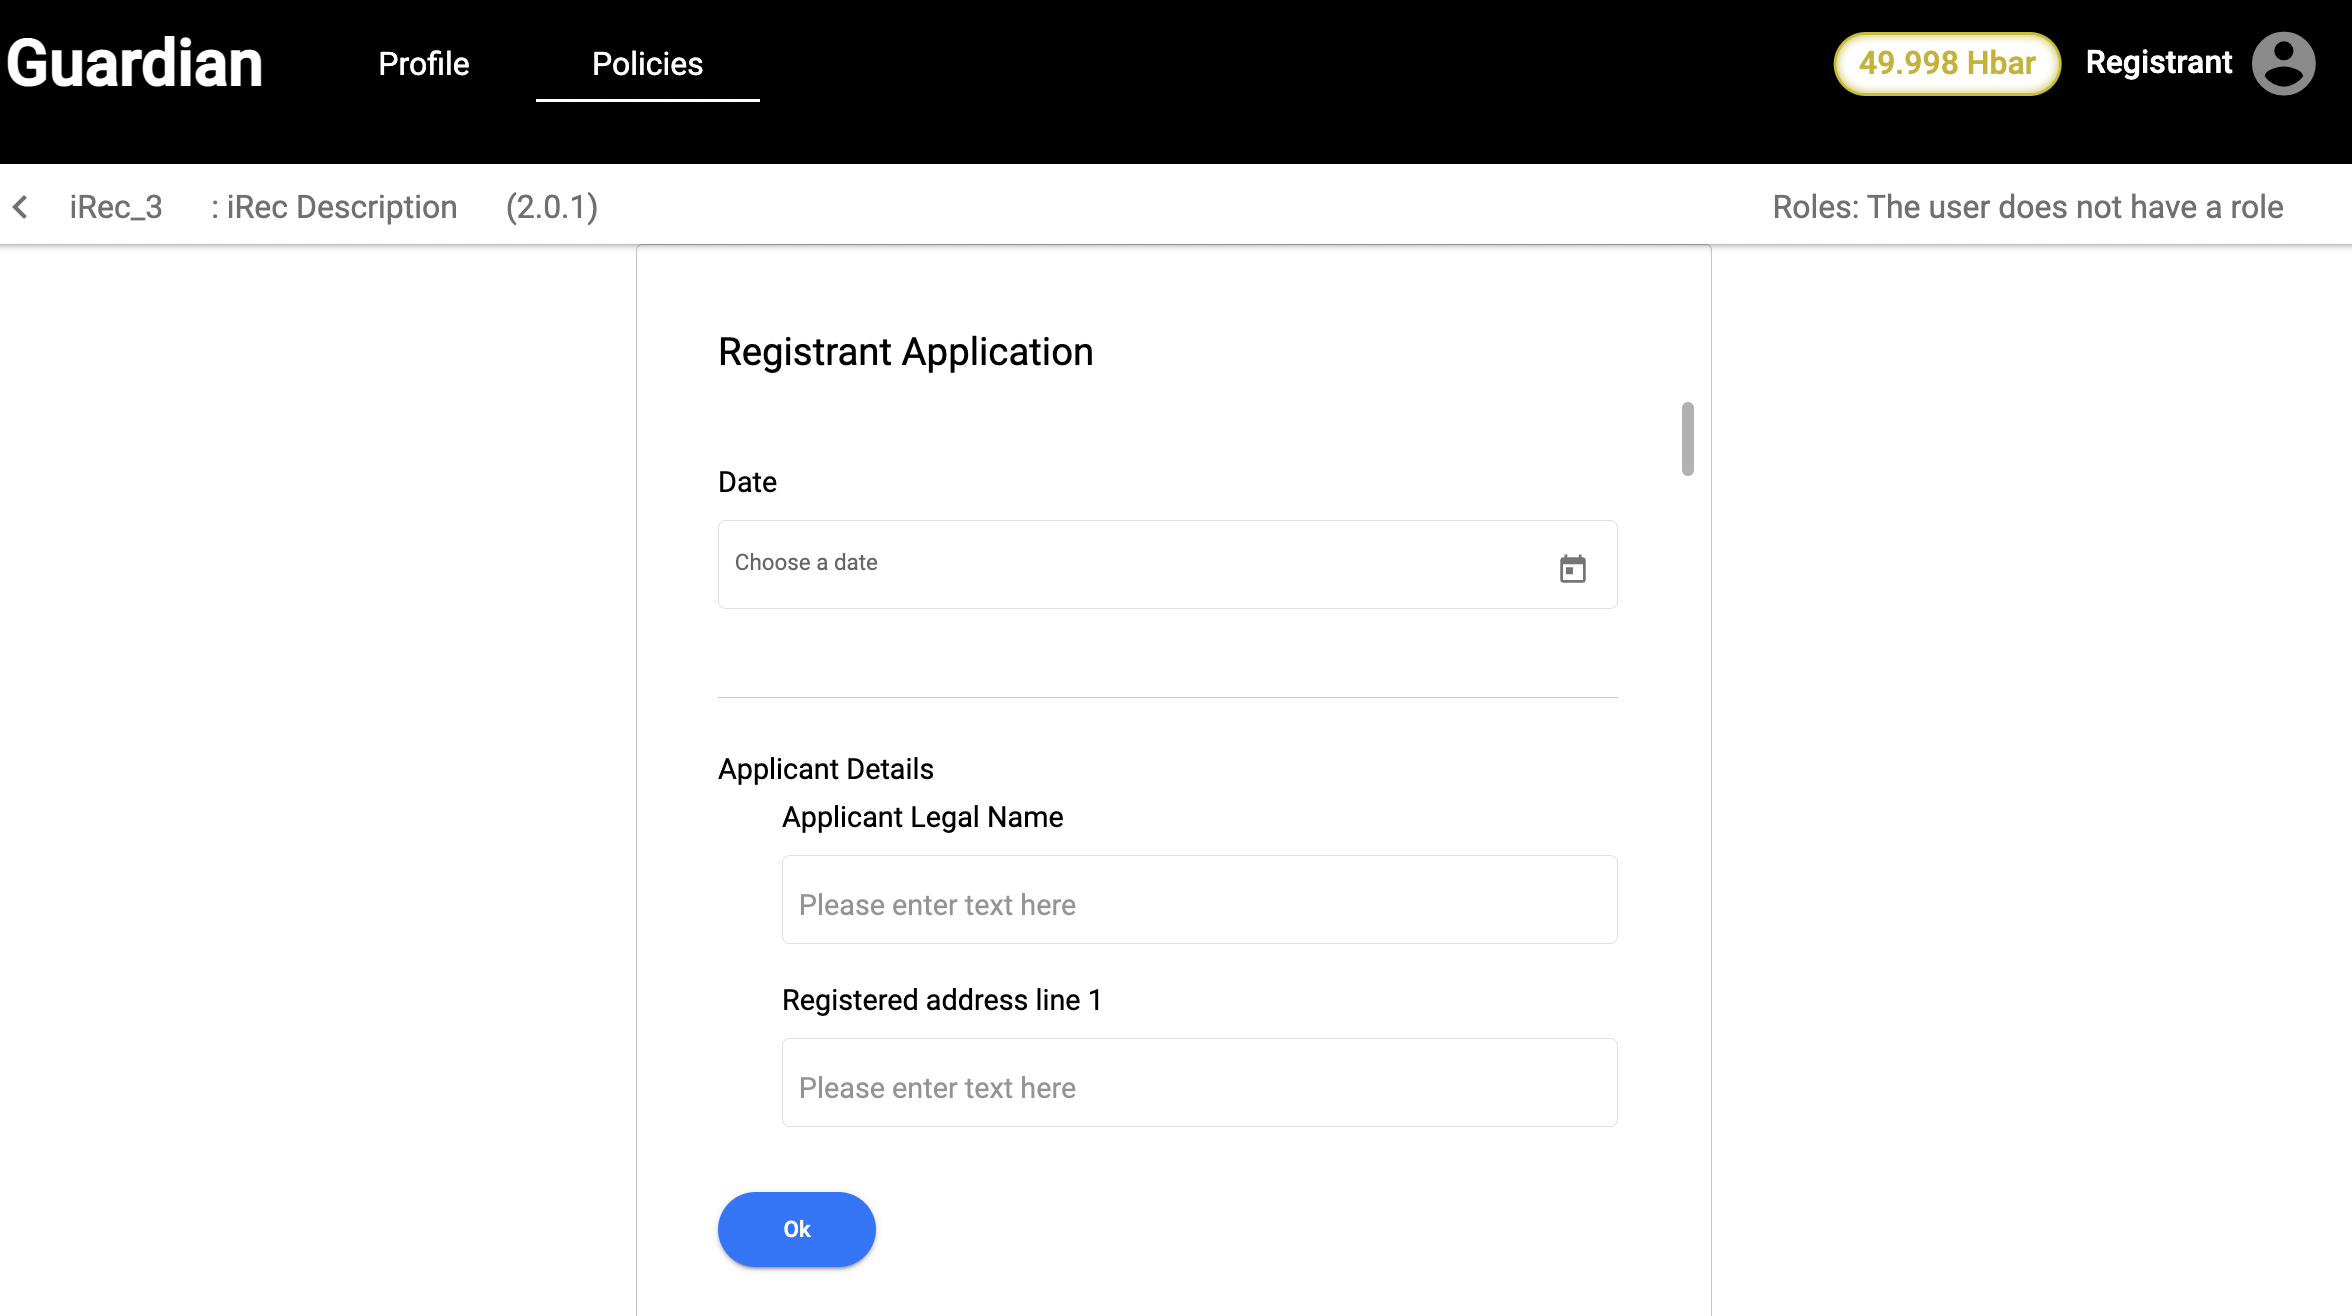 Guardian Profile Policies 49.998 Hbar Registrant
iRec_3 : iRec Description (2.0.1) Roles: The user does not have a role
Registrant Application
Date
Choose a date
Applicant Details
Applicant Legal Name
Please enter text here
Registered address line 1
Please enter text here
Ok